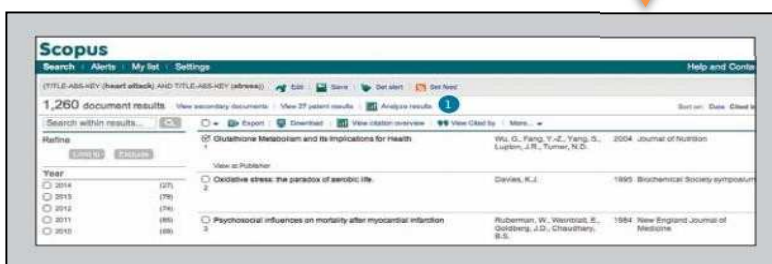 Scopus
Search Alerts My list Settings Help and Conta
(TITLE-ABS-KEY (heart attack) AND TITLE-ABS-KEY (stress)) Edit Save Set alert Set feed
1,260 document results View secondary documents View 37 patent results Analyze results 1 Sort on: Date Cited b
Search within results... Export Download View citation overview View Cited by More...
Refine
Limit to Exclude
Glutathione Metabolism and Its Implications for Health Wu, G., Fang, Y.-Z., Yang, S., Lupton, J.R., Turner, N.D. 2004 Journal of Nutrition
1
View at Publisher
Year
2014 (27)
2013 (79)
2012 (74)
2011 (85)
2010
Oxidative stress: the paradox of aerobic life. Davies, K.J. 1995 Biochemical Society symposium
2
Psychosocial influences on mortality after myocardial infarction Ruberman, W., Weinblatt, E., Goldberg, J.D., Chaudhary, B.S. 1984 New England Journal of Medicine
3